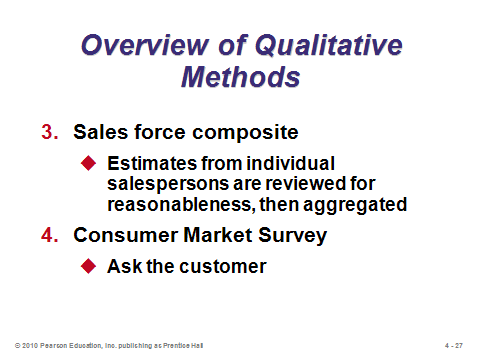 Overview of Qualitative
Methods
3. Sales force composite
Estimates from individual
salespersons are reviewed for
reasonableness, then aggregated
4. Consumer Market Survey
Ask the customer
© 2010 Pearson Education, Inc. publishing as Prentice Hall
4 - 27